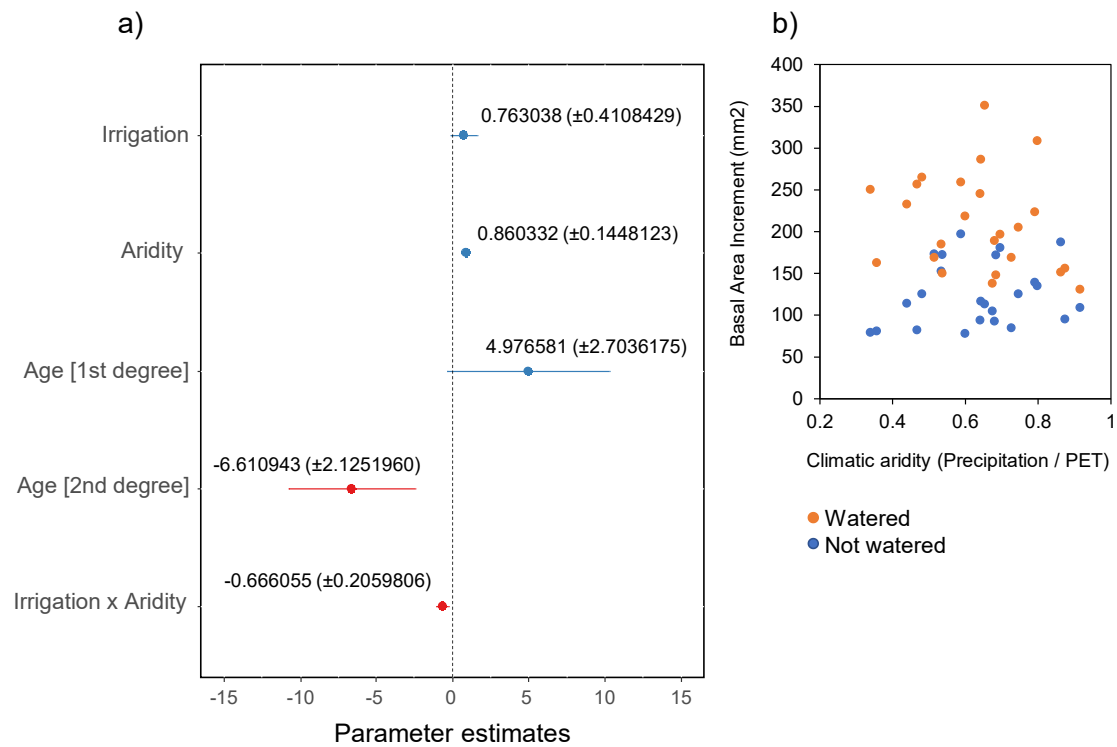 a)
Irrigation
0.763038 (±0.4108429)
Aridity
0.860332 (±0.1448123)
Age [1st degree]
4.976581 (±2.7036175)
Age [2nd degree]
-6.610943 (±2.1251960)
Irrigation x Aridity
-0.666055 (±0.2059806)
-15 -10 -5 0 5 10 15
Parameter estimates
b)
Basal Area Increment (mm2)
400
350
300
250
200
150
100
50
0
0.2 0.4 0.6 0.8 1
Climatic aridity (Precipitation / PET)
Watered
Not watered